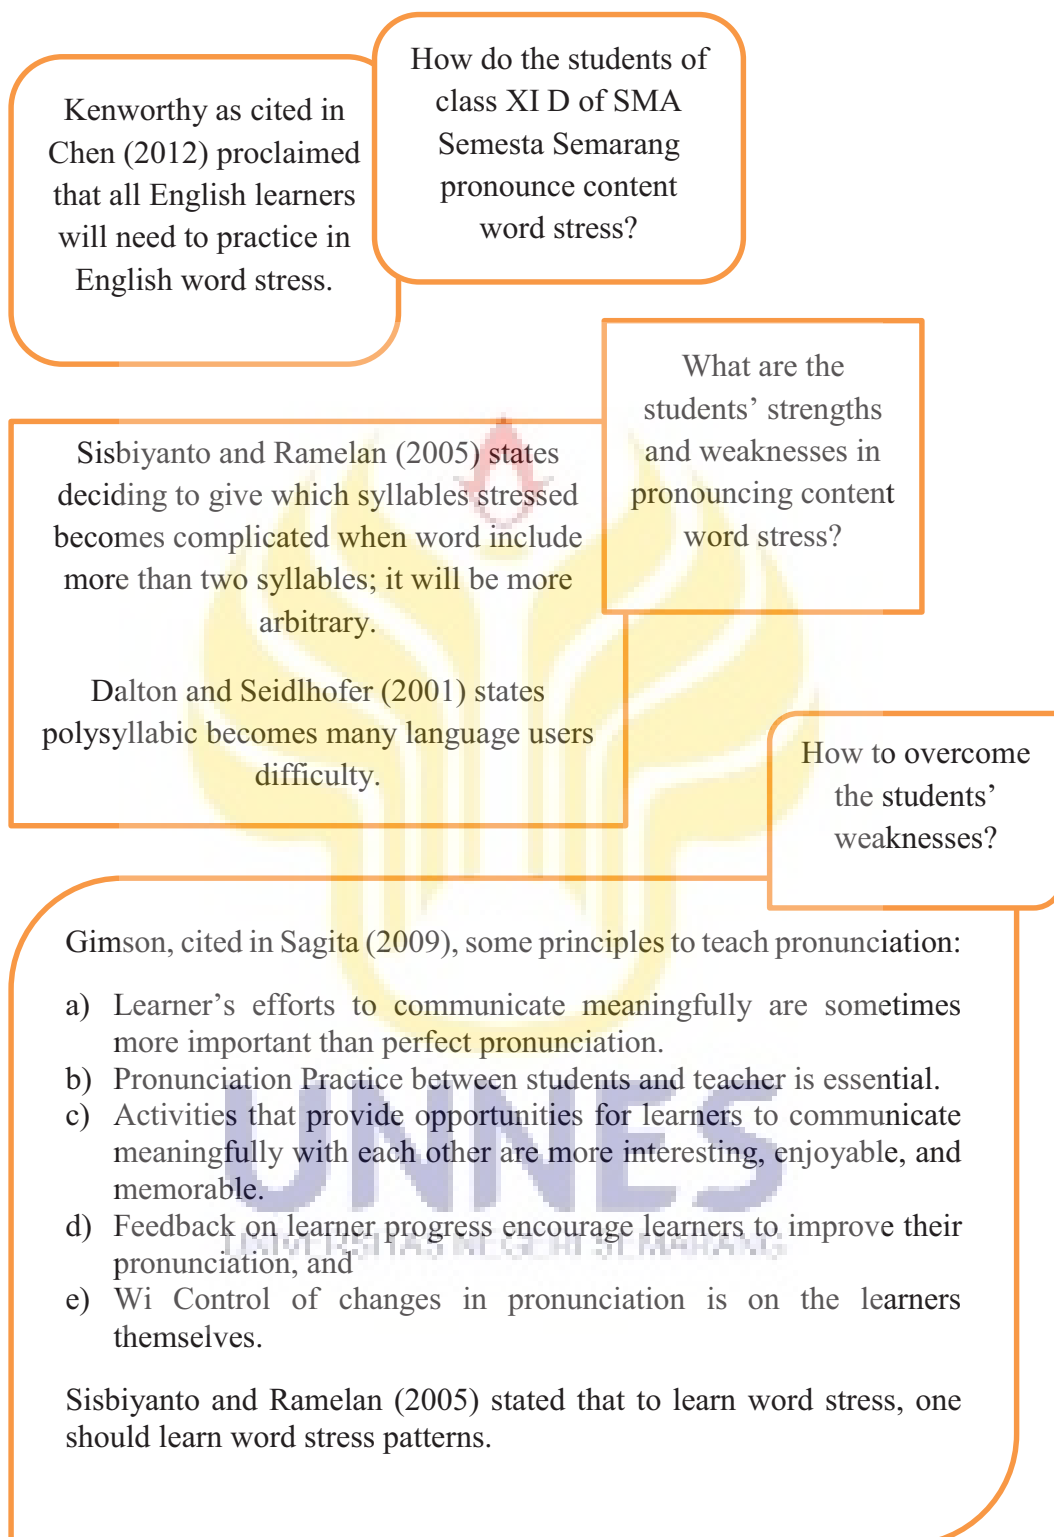 Kenworthy as cited in
Chen (2012) proclaimed
that all English learners
will need to practice in
English word stress.
How do the students of
class XI D of SMA
Semesta Semarang
pronounce content
word stress?
What are the
students’ strengths
and weaknesses in
pronouncing content
word stress?
Sisbiyanto and Ramelan (2005) states
deciding to give which syllables stressed
becomes complicated when word include
more than two syllables; it will be more
arbitrary.
Dalton and Seidlhofer (2001) states
polysyllabic becomes many language users
difficulty.
How to overcome
the students’
weaknesses?
Gimson, cited in Sagita (2009), some principles to teach pronunciation:
a) Learner’s efforts to communicate meaningfully are sometimes
more important than perfect pronunciation.
b) Pronunciation Practice between students and teacher is essential.
c) Activities that provide opportunities for learners to communicate
meaningfully with each other are more interesting, enjoyable, and
memorable.
d) Feedback on learner progress encourage learners to improve their
pronunciation, and
e) Wi Control of changes in pronunciation is on the learners
themselves.
Sisbiyanto and Ramelan (2005) stated that to learn word stress, one
should learn word stress patterns.
UNNES
UNIVERSITAS NEGERI SEMARANG